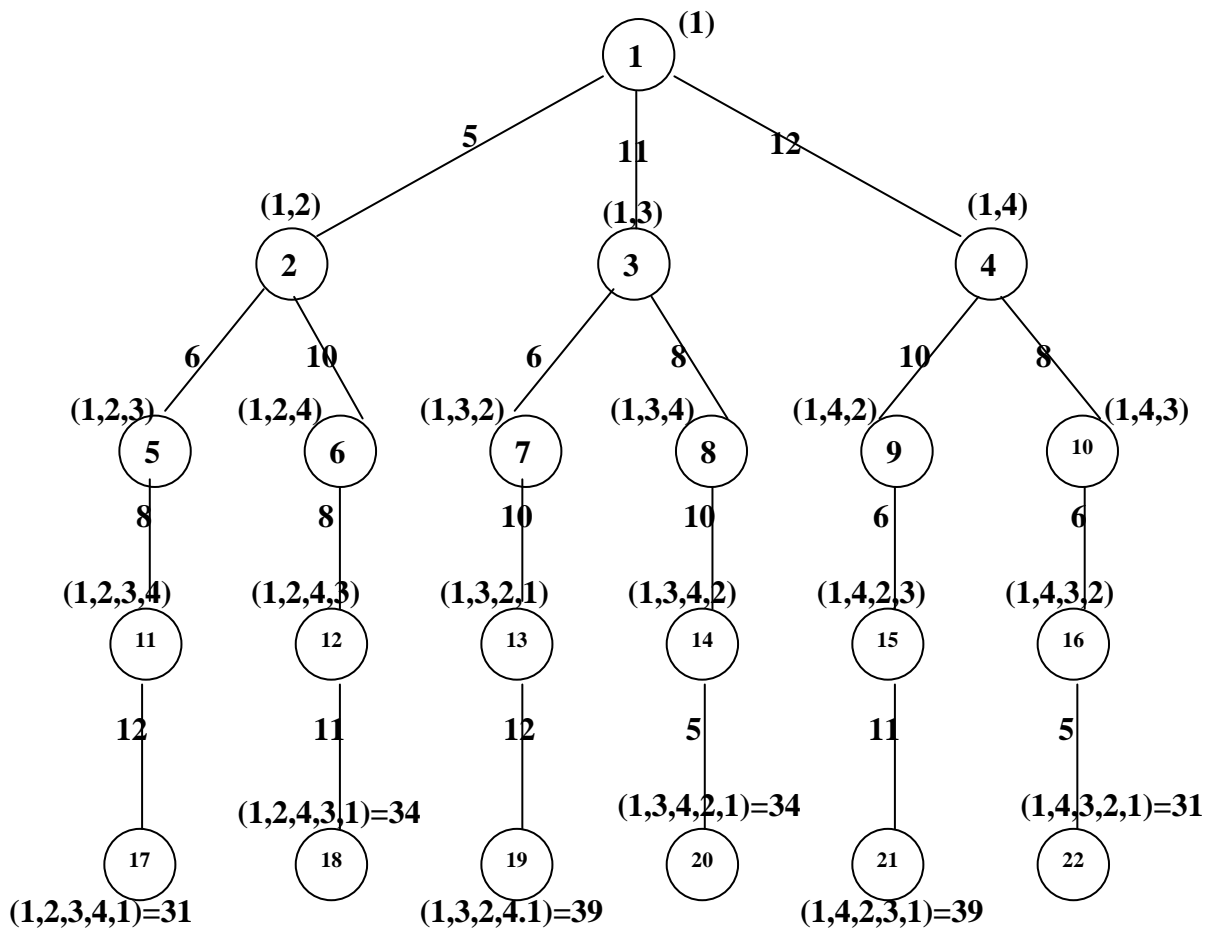 (1)
1
5 11 12
(1,2) (1,3) (1,4)
2 3 4
6 10 6 8 10 8
(1,2,3) (1,2,4) (1,3,2) (1,3,4) (1,4,2) (1,4,3)
5 6 7 8 9 10
8 8 10 10 6 6
(1,2,3,4) (1,2,4,3) (1,3,2,1) (1,3,4,2) (1,4,2,3) (1,4,3,2)
11 12 13 14 15 16
12 11 12 5 11 5
(1,2,4,3,1)=34 (1,3,4,2,1)=34 (1,4,3,2,1)=31
17 18 19 20 21 22
(1,2,3,4,1)=31 (1,3,2,4.1)=39 (1,4,2,3,1)=39